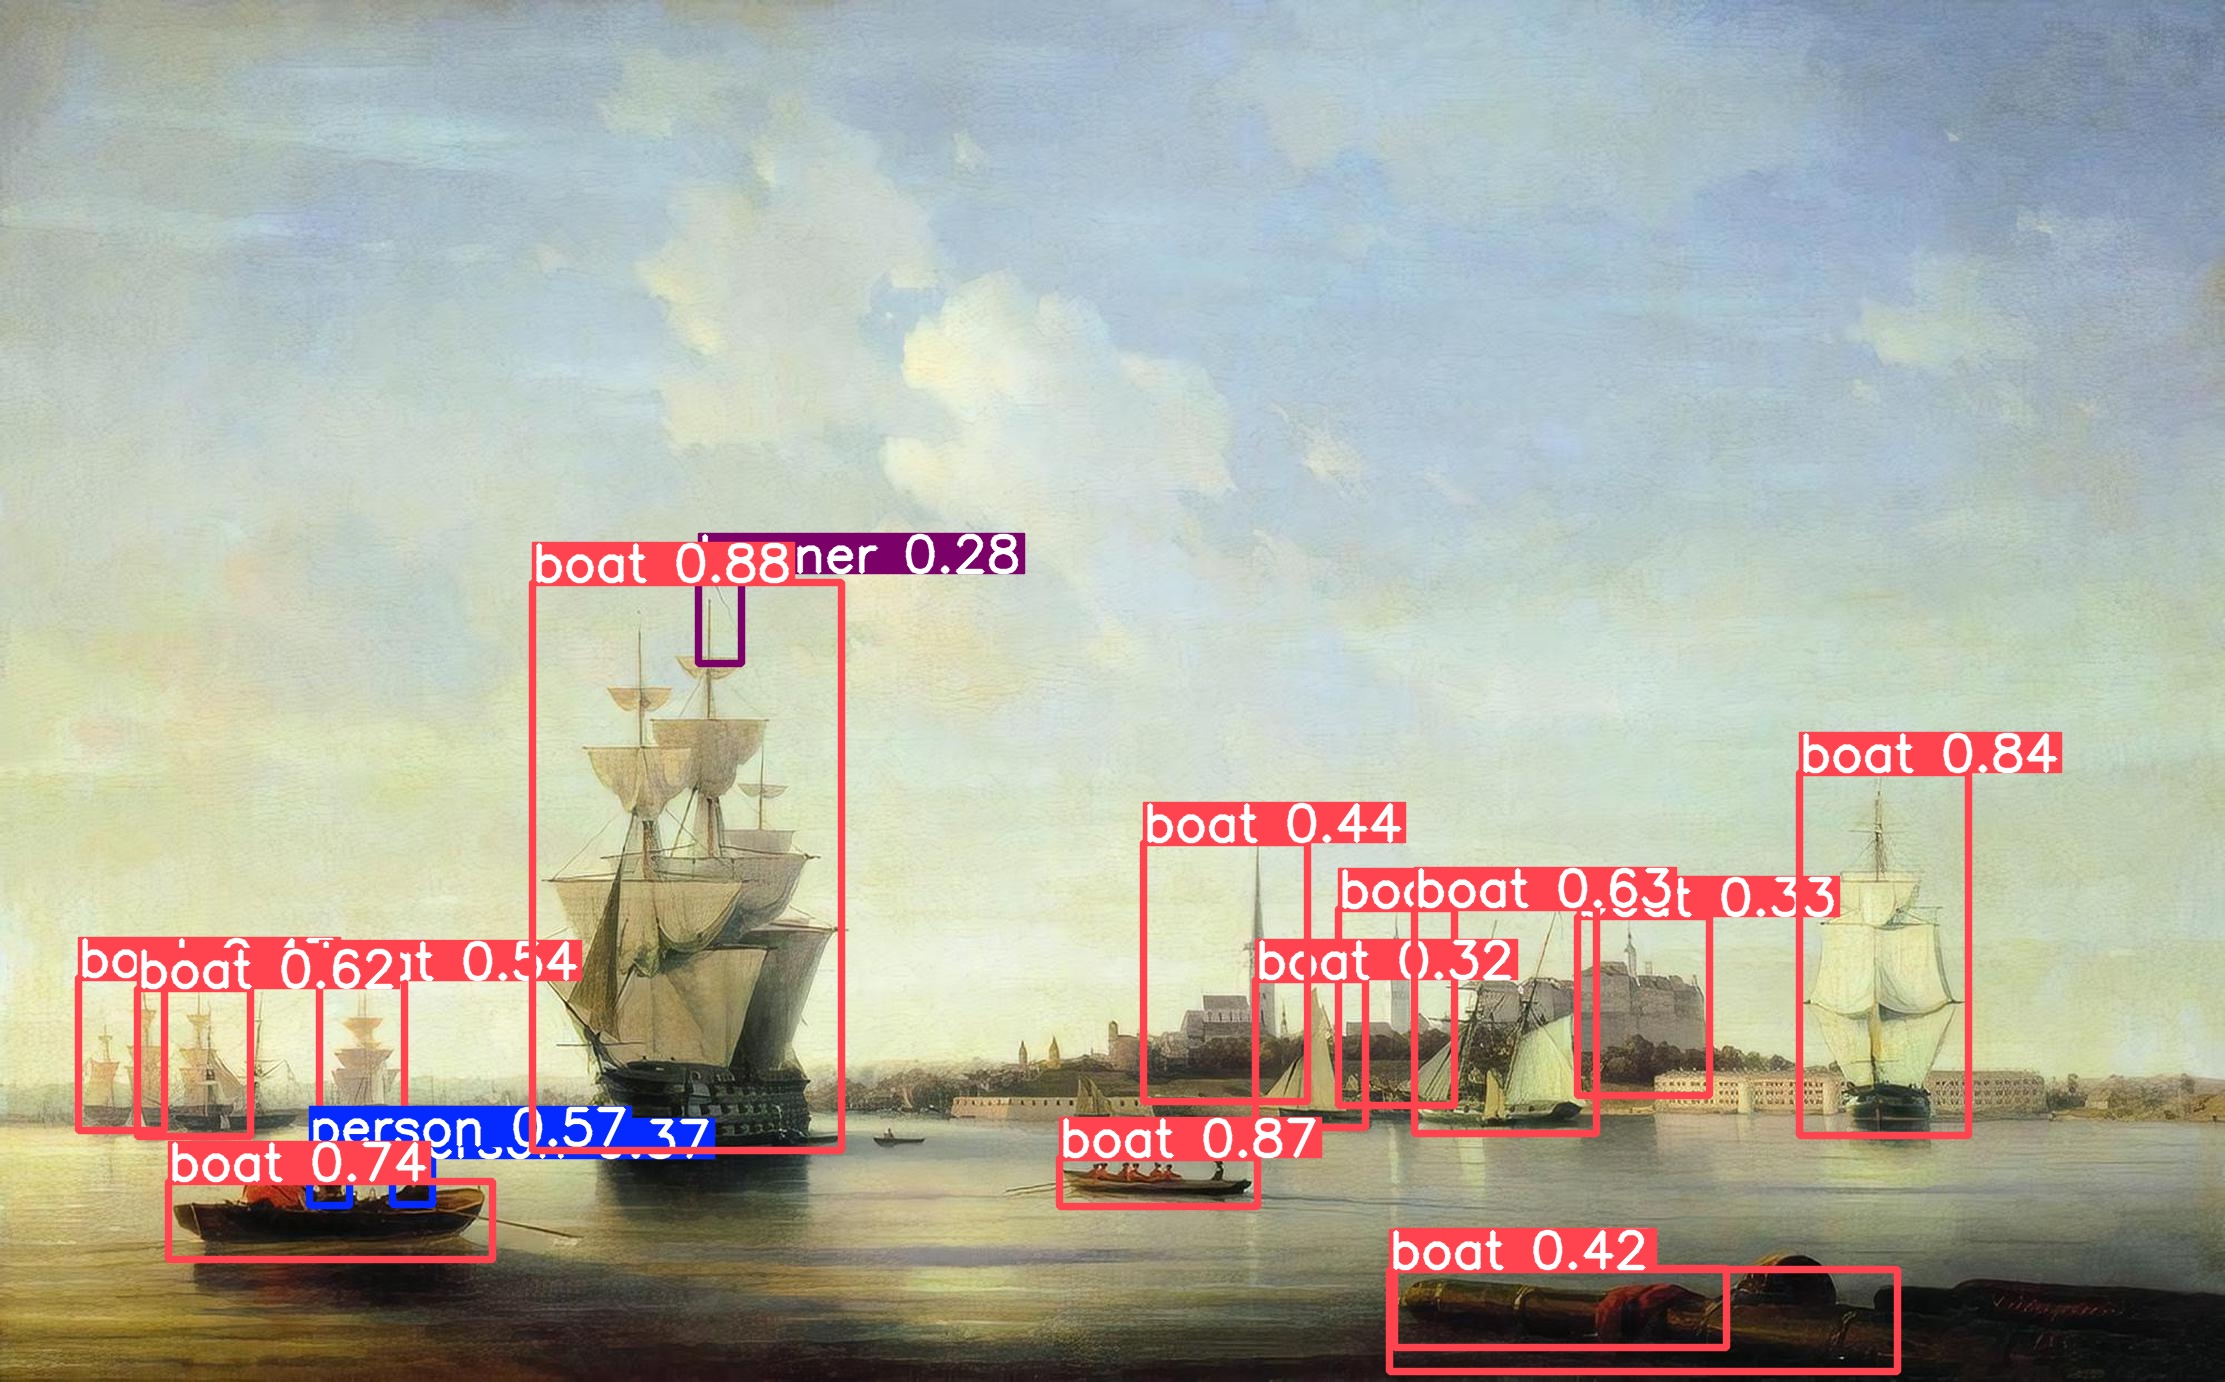 ner 0.28
boat 0.88
boat 0.84
boat 0.44
boat 0.63
t 0.33
boat 0.62
t 0.54
boat 0.32
person 0.57
37
boat 0.87
boat 0.74
boat 0.42